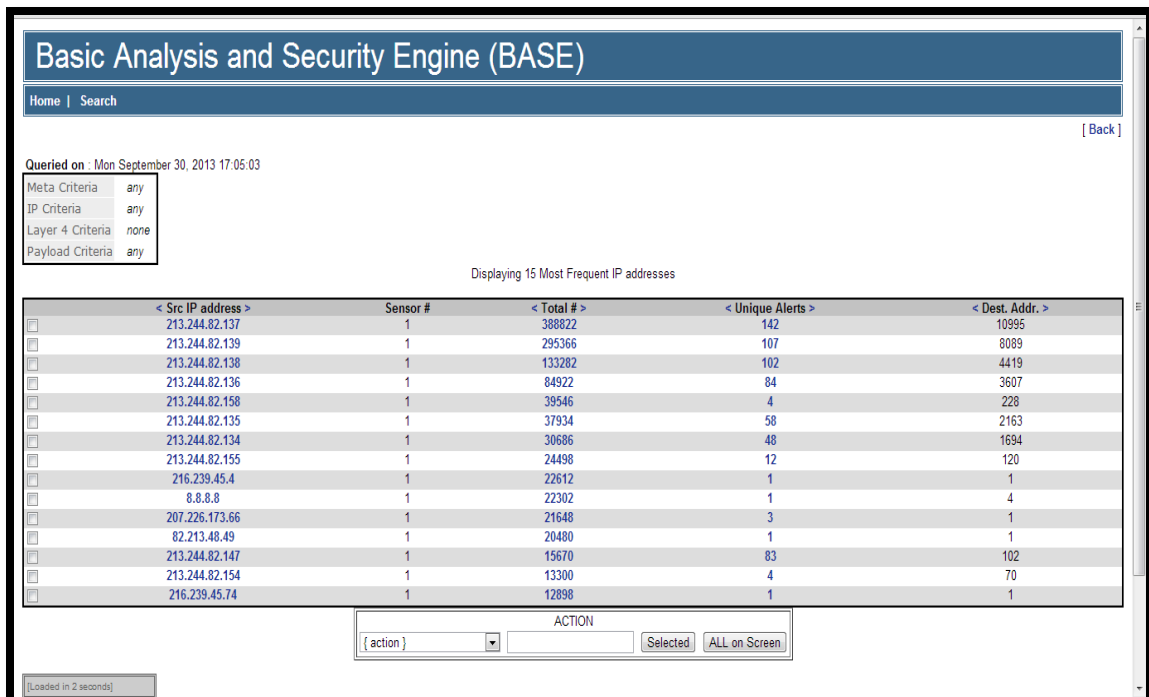 Basic Analysis and Security Engine (BASE)
Home | Search
[ Back ]
Queried on : Mon September 30, 2013 17:05:03
Meta Criteria any
IP Criteria any
Layer 4 Criteria none
Payload Criteria any
Displaying 15 Most Frequent IP addresses
< Src IP address > Sensor # < Total # > < Unique Alerts > < Dest. Addr. >
213.244.82.137 1 388822 142 10995
213.244.82.139 1 295366 107 8089
213.244.82.138 1 133282 102 4419
213.244.82.136 1 84922 84 3607
213.244.82.158 1 39546 4 228
213.244.82.135 1 37934 58 2163
213.244.82.134 1 30686 48 1694
213.244.82.155 1 24498 12 120
216.239.45.4 1 22612 1 1
8.8.8.8 1 22302 1 4
207.226.173.66 1 21648 3 1
82.213.48.49 1 20480 1 1
213.244.82.147 1 15670 83 102
213.244.82.154 1 13300 4 70
216.239.45.74 1 12898 1 1
ACTION
{ action } Selected ALL on Screen
[Loaded in 2 seconds]